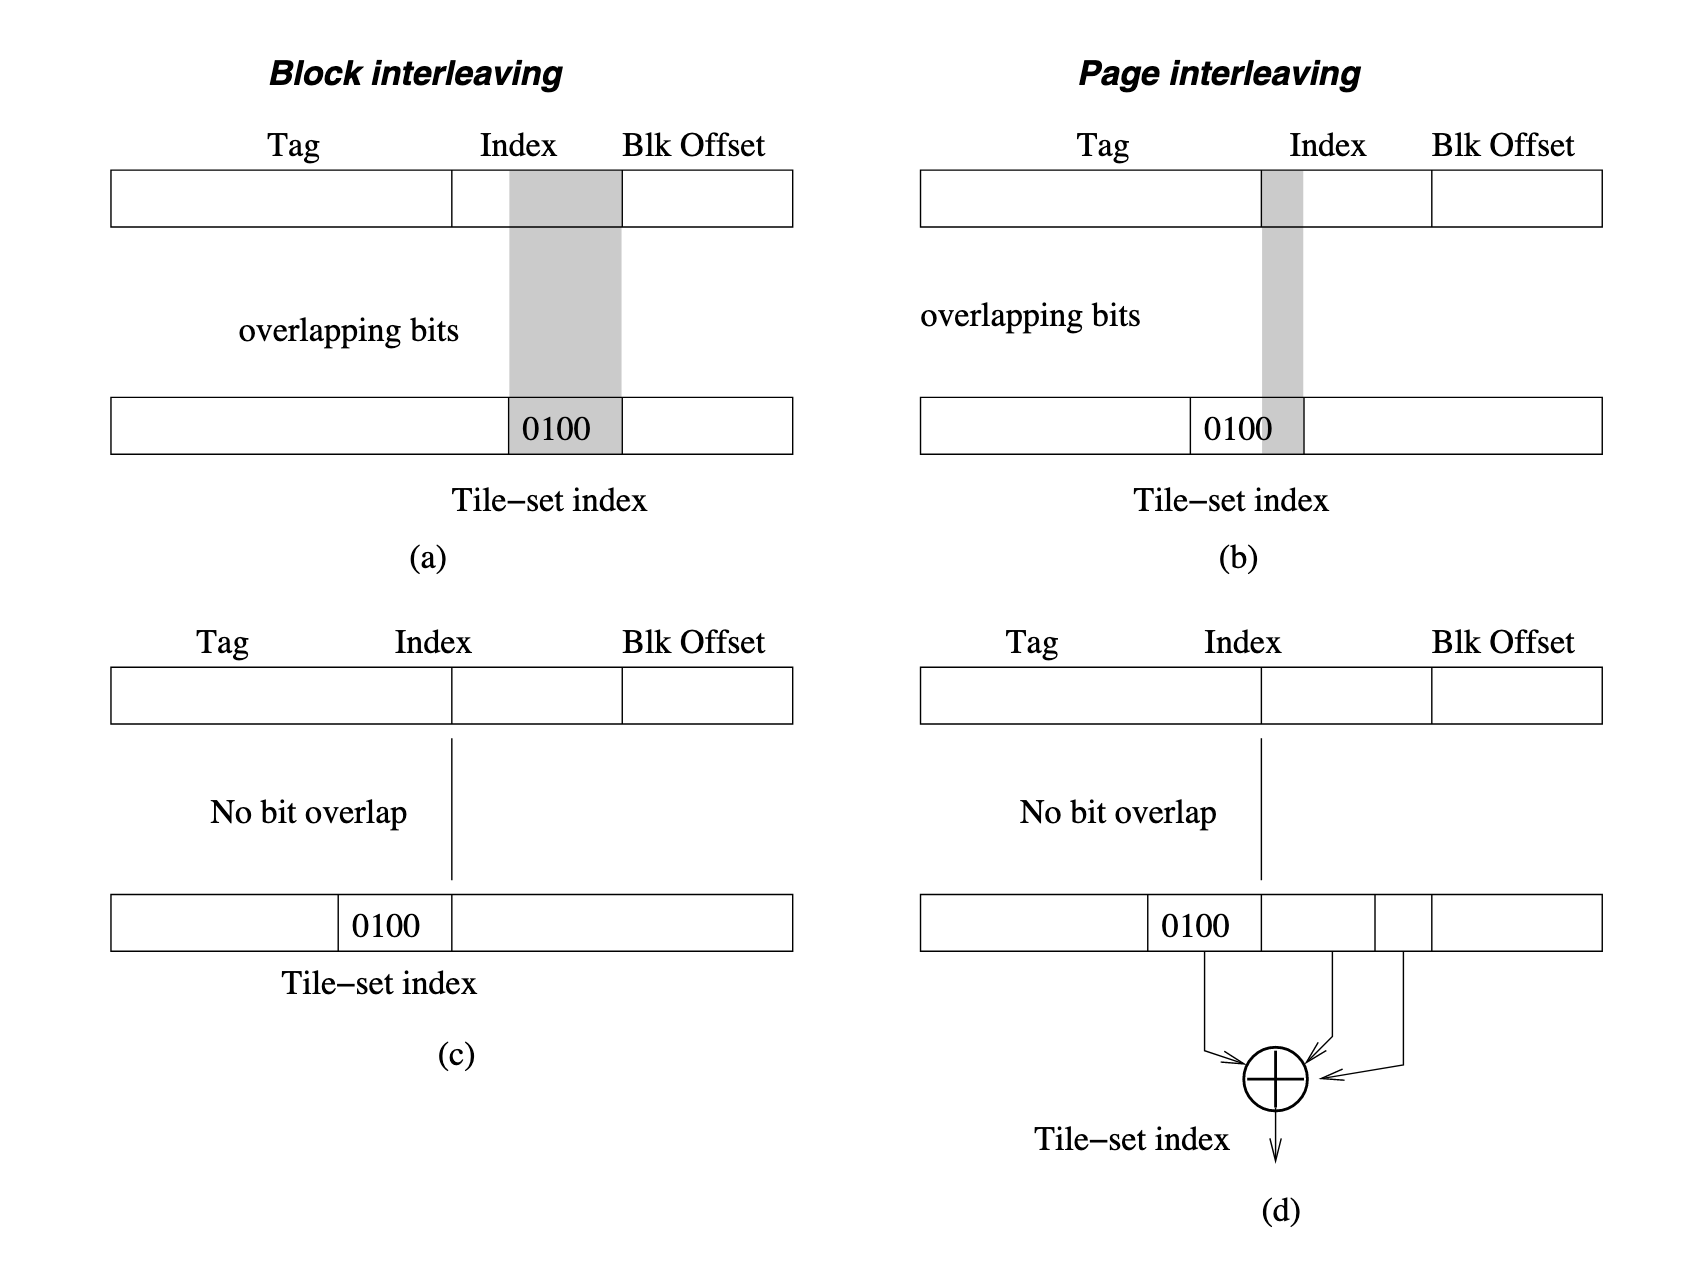 Block interleaving
Page interleaving
Tag Index Blk Offset
Tag Index Blk Offset
overlapping bits
overlapping bits
0100
0100
Tile–set index
Tile–set index
(a)
(b)
Tag Index Blk Offset
Tag Index Blk Offset
No bit overlap
No bit overlap
0100
0100
Tile–set index
(c)
Tile–set index
(d)